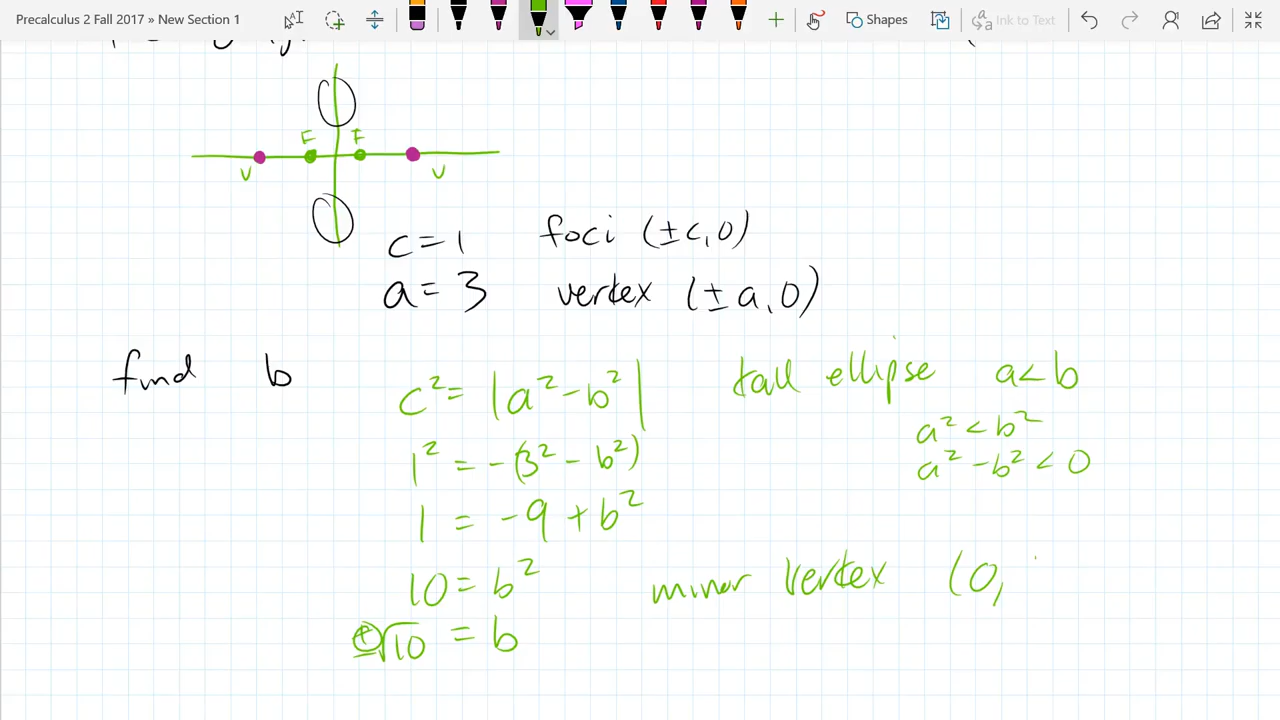 Precalculus 2 Fall 2017 » New Section 1
Shapes
Ink to Text
F F
V V
c = 1 foci (±c, 0)
a = 3 vertex (±a, 0)
find b
c² = |a² - b²| tall ellipse a < b
a² < b²
1² = -(3² - b²) a² - b² < 0
1 = -9 + b²
10 = b² minor vertex (0,
±√10 = b